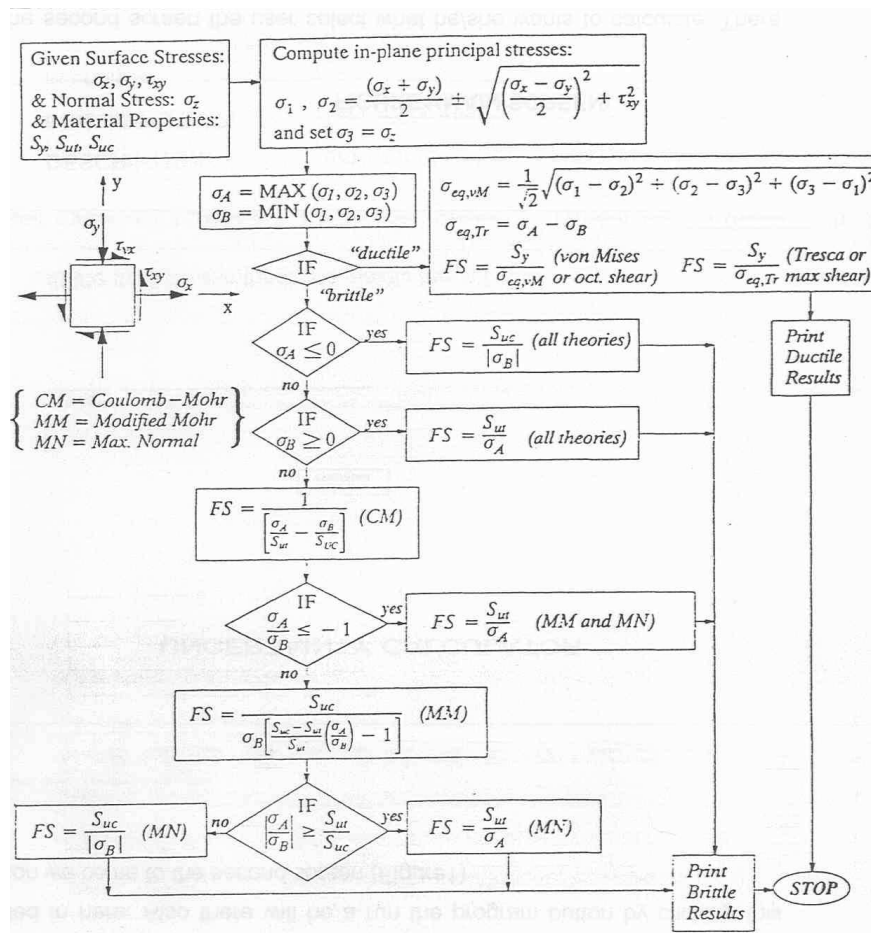 Given Surface Stresses:
σx, σy, τxy
& Normal Stress: σz
& Material Properties:
Sy, Sut, Suc
Compute in-plane principal stresses:
σ1 , σ2 = (σx + σy)/2 ± √((σx − σy)/2)² + τ²xy
and set σ3 = σz
σA = MAX (σ1, σ2, σ3)
σB = MIN (σ1, σ2, σ3)
σeq,vM = 1/√2 √(σ1 − σ2)² + (σ2 − σ3)² + (σ3 − σ1)²
σeq,Tr = σA − σB
FS = Sy/σeq,vM (von Mises or oct. shear)
FS = Sy/σeq,Tr (Tresca or max shear)
y
σy
τyx
τxy
σx
x
IF
"ductile"
"brittle"
IF
σA ≤ 0
yes
FS = Suc/|σB| (all theories)
Print
Ductile
Results
no
CM = Coulomb–Mohr
MM = Modified Mohr
MN = Max. Normal
IF
σB ≥ 0
yes
FS = Sut/σA (all theories)
no
FS = 1/[σA/Sut − σB/SUC] (CM)
IF
σA/σB ≤ − 1
yes
FS = Sut/σA (MM and MN)
no
FS = Suc/σB[Suc−Sut/Sut(σA/σB) − 1] (MM)
IF
|σA/σB| ≥ Sut/Suc
no
FS = Suc/|σB| (MN)
yes
FS = Sut/σA (MN)
Print
Brittle
Results
STOP